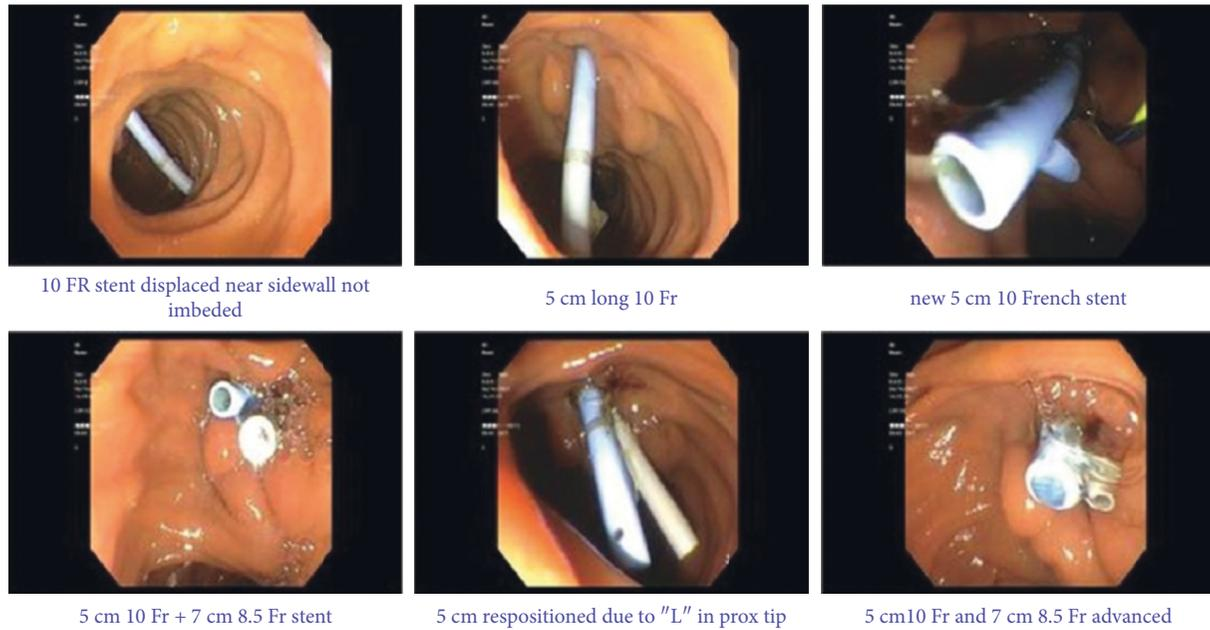 10 FR stent displaced near sidewall not
imbeded
5 cm long 10 Fr
new 5 cm 10 French stent
5 cm 10 Fr + 7 cm 8.5 Fr stent
5 cm respositioned due to "L" in prox tip
5 cm10 Fr and 7 cm 8.5 Fr advanced